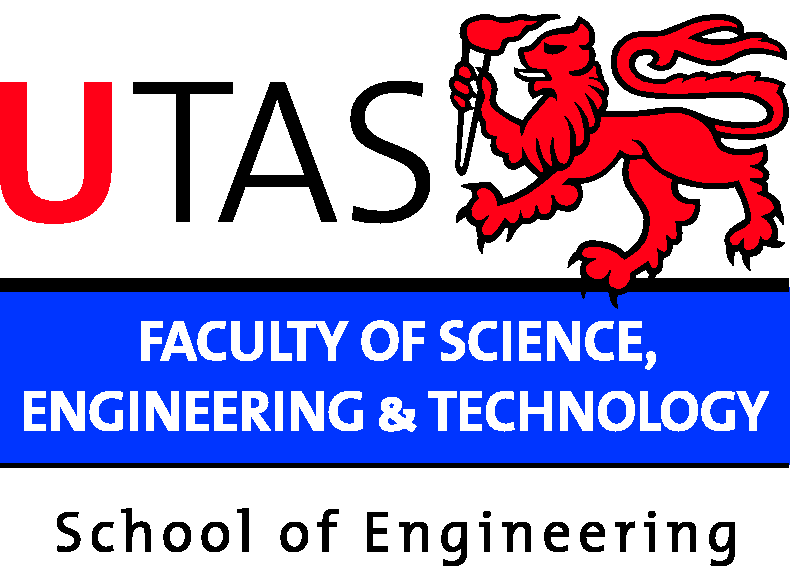 UTAS
FACULTY OF SCIENCE,
ENGINEERING & TECHNOLOGY
School of Engineering